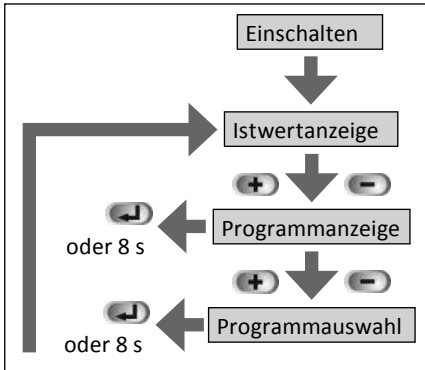 Einschalten
Istwertanzeige
+ -
oder 8 s
Programmanzeige
+ -
oder 8 s
Programmauswahl